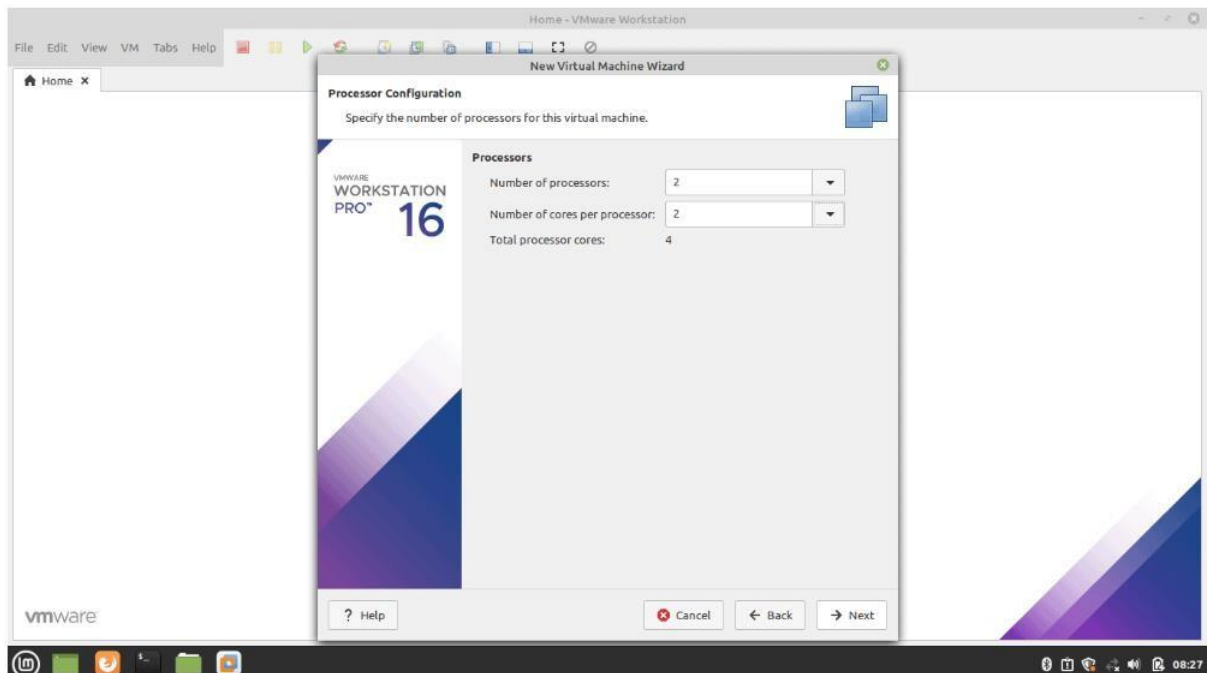 Home - VMware Workstation
File Edit View VM Tabs Help
Home
New Virtual Machine Wizard
Processor Configuration
Specify the number of processors for this virtual machine.
VMWARE
WORKSTATION
PRO™ 16
Processors
Number of processors: 2
Number of cores per processor: 2
Total processor cores: 4
? Help
Cancel
Back
Next
vmware
08:27